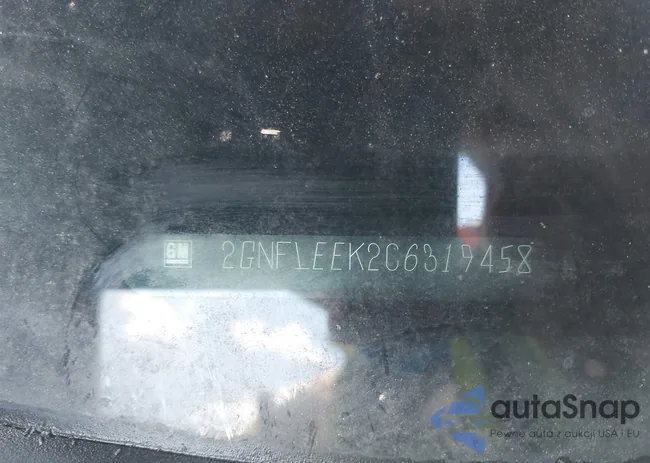 GM 2GNFLEEK2C6319458
autaSnap
Pewne auta z aukcji USA i EU